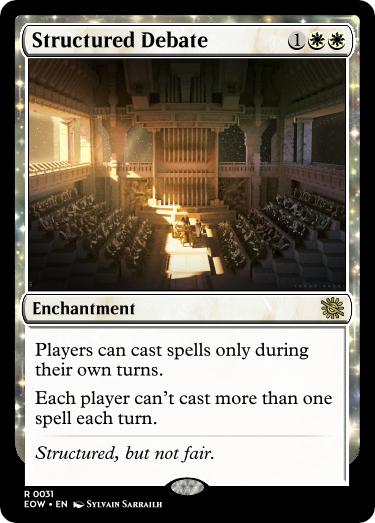 Structured Debate 1
Enchantment
Players can cast spells only during
their own turns.
Each player can't cast more than one
spell each turn.
Structured, but not fair.
R 0031
EOW • EN Sylvain Sarrailh